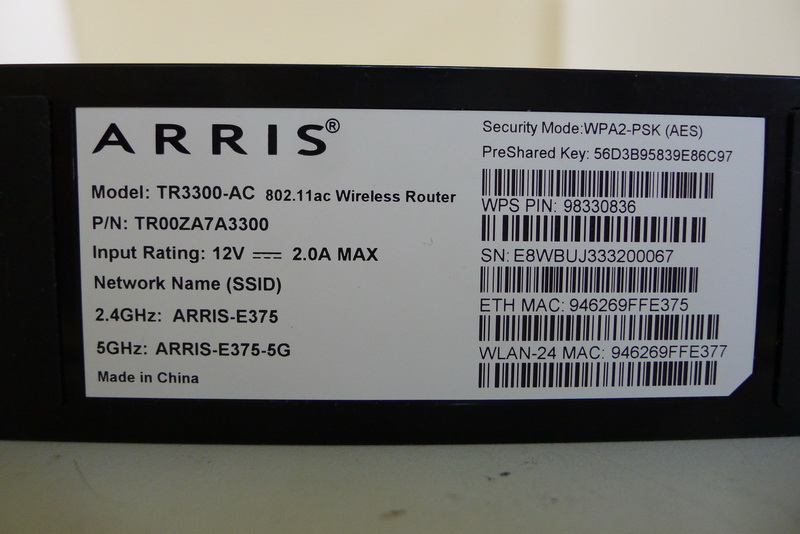 ARRIS®
Model: TR3300-AC 802.11ac Wireless Router
P/N: TR00ZA7A3300
Input Rating: 12V ⎓ 2.0A MAX
Network Name (SSID)
2.4GHz: ARRIS-E375
5GHz: ARRIS-E375-5G
Made in China
Security Mode:WPA2-PSK (AES)
PreShared Key: 56D3B95839E86C97
WPS PIN: 98330836
SN: E8WBUJ333200067
ETH MAC: 946269FFE375
WLAN-24 MAC: 946269FFE377